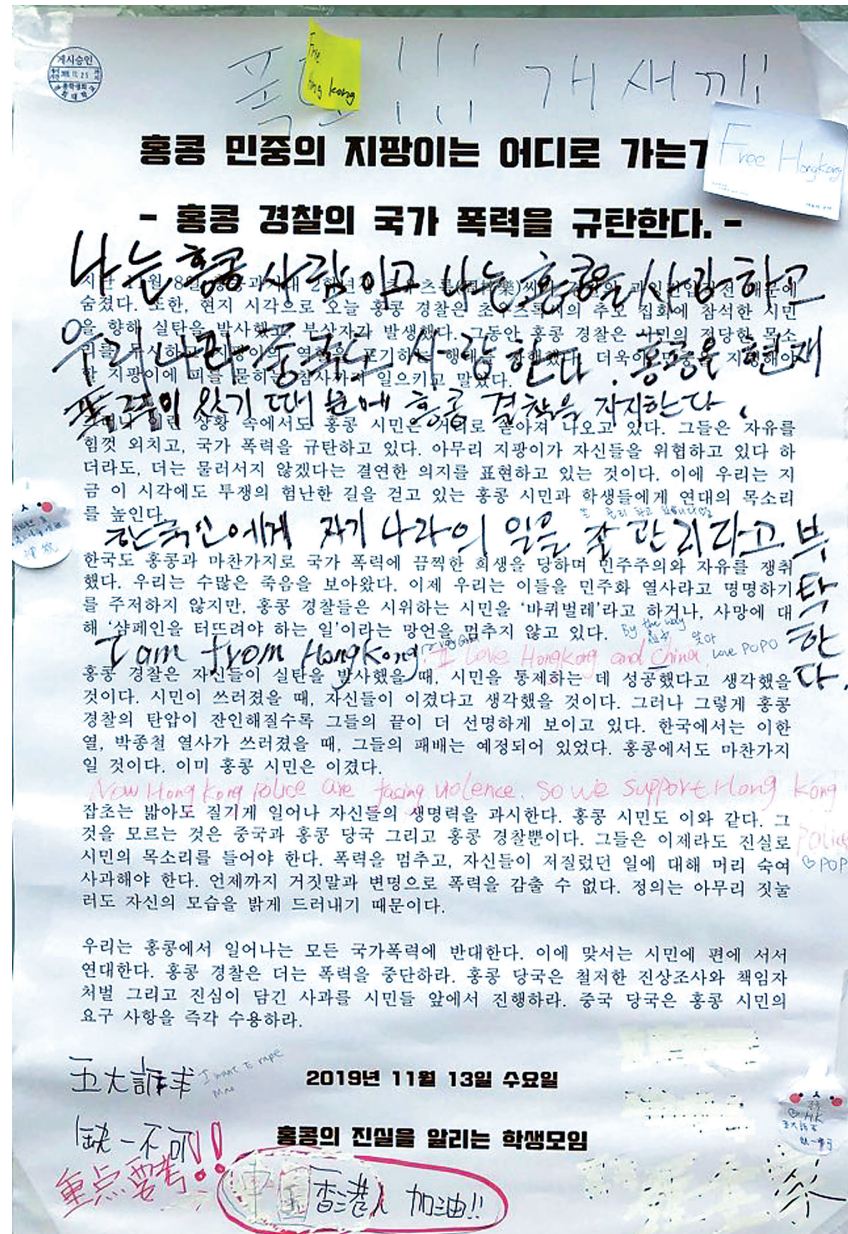 게시승인
폭 !!! 개새끼!!
Free
Hong Kong
홍콩 민중의 지팡이는 어디로 가는가
Free HongKong
- 홍콩 경찰의 국가 폭력을 규탄한다. -
나는 홍콩 사람이고 나는 홍콩을 사랑하고
숨졌다. 또한, 현지 시각으로 오늘 홍콩 경찰은
우리나라 중국도 사랑한다. 홍콩은 현재
폭도들이 있기 때문에 홍콩 경찰을 지지한다.
상황 속에서도 홍콩 시민은 거리로 쏟아져 나오고 있다. 그들은 자유를
힘껏 외치고, 국가 폭력을 규탄하고 있다. 아무리 지팡이가 자신들을 위협하고 있다 하
더라도, 더는 물러서지 않겠다는 결연한 의지를 표현하고 있는 것이다. 이에 우리는 지
금 이 시각에도 투쟁의 험난한 길을 걷고 있는 홍콩 시민과 학생들에게 연대의 목소리
를 높인다.
한국인에게 자기 나라의 일을 잘 관리라고 부탁한다.
한국도 홍콩과 마찬가지로 국가 폭력에 끔찍한 희생을 당하며 민주주의와 자유를 쟁취
했다. 우리는 수많은 죽음을 보아왔다. 이제 우리는 이들을 민주화 열사라고 명명하기
를 주저하지 않지만, 홍콩 경찰들은 시위하는 시민을 '바퀴벌레'라고 하거나, 사망에 대
해 '샴페인을 터뜨려야 하는 일'이라는 망언을 멈추지 않고 있다.
By the way
I am from HongKong. I love HongKong and China. love POPO
홍콩 경찰은 자신들이 실탄을 발사했을 때, 시민을 통제하는 데 성공했다고 생각했을
것이다. 시민이 쓰러졌을 때, 자신들이 이겼다고 생각했을 것이다. 그러나 그렇게 홍콩
경찰의 탄압이 잔인해질수록 그들의 끝이 더 선명하게 보이고 있다. 한국에서는 이한
열, 박종철 열사가 쓰러졌을 때, 그들의 패배는 예정되어 있었다. 홍콩에서도 마찬가지
일 것이다. 이미 홍콩 시민은 이겼다.
Now Hong Kong police are facing violence. So we support Hong Kong
police
잡초는 밟아도 질기게 일어나 자신들의 생명력을 과시한다. 홍콩 시민도 이와 같다. 그
것을 모르는 것은 중국과 홍콩 당국 그리고 홍콩 경찰뿐이다. 그들은 이제라도 진실로
시민의 목소리를 들어야 한다. 폭력을 멈추고, 자신들이 저질렀던 일에 대해 머리 숙여
♡POPO
사과해야 한다. 언제까지 거짓말과 변명으로 폭력을 감출 수 없다. 정의는 아무리 짓눌
러도 자신의 모습을 밝게 드러내기 때문이다.
우리는 홍콩에서 일어나는 모든 국가폭력에 반대한다. 이에 맞서는 시민에 편에 서서
연대한다. 홍콩 경찰은 더는 폭력을 중단하라. 홍콩 당국은 철저한 진상조사와 책임자
처벌 그리고 진심이 담긴 사과를 시민들 앞에서 진행하라. 중국 당국은 홍콩 시민의
요구 사항을 즉각 수용하라.
五大訴求
I want to rape
2019년 11월 13일 수요일
缺一不可!!
홍콩의 진실을 알리는 학생모임
重点要考!
中国香港人 加油!!